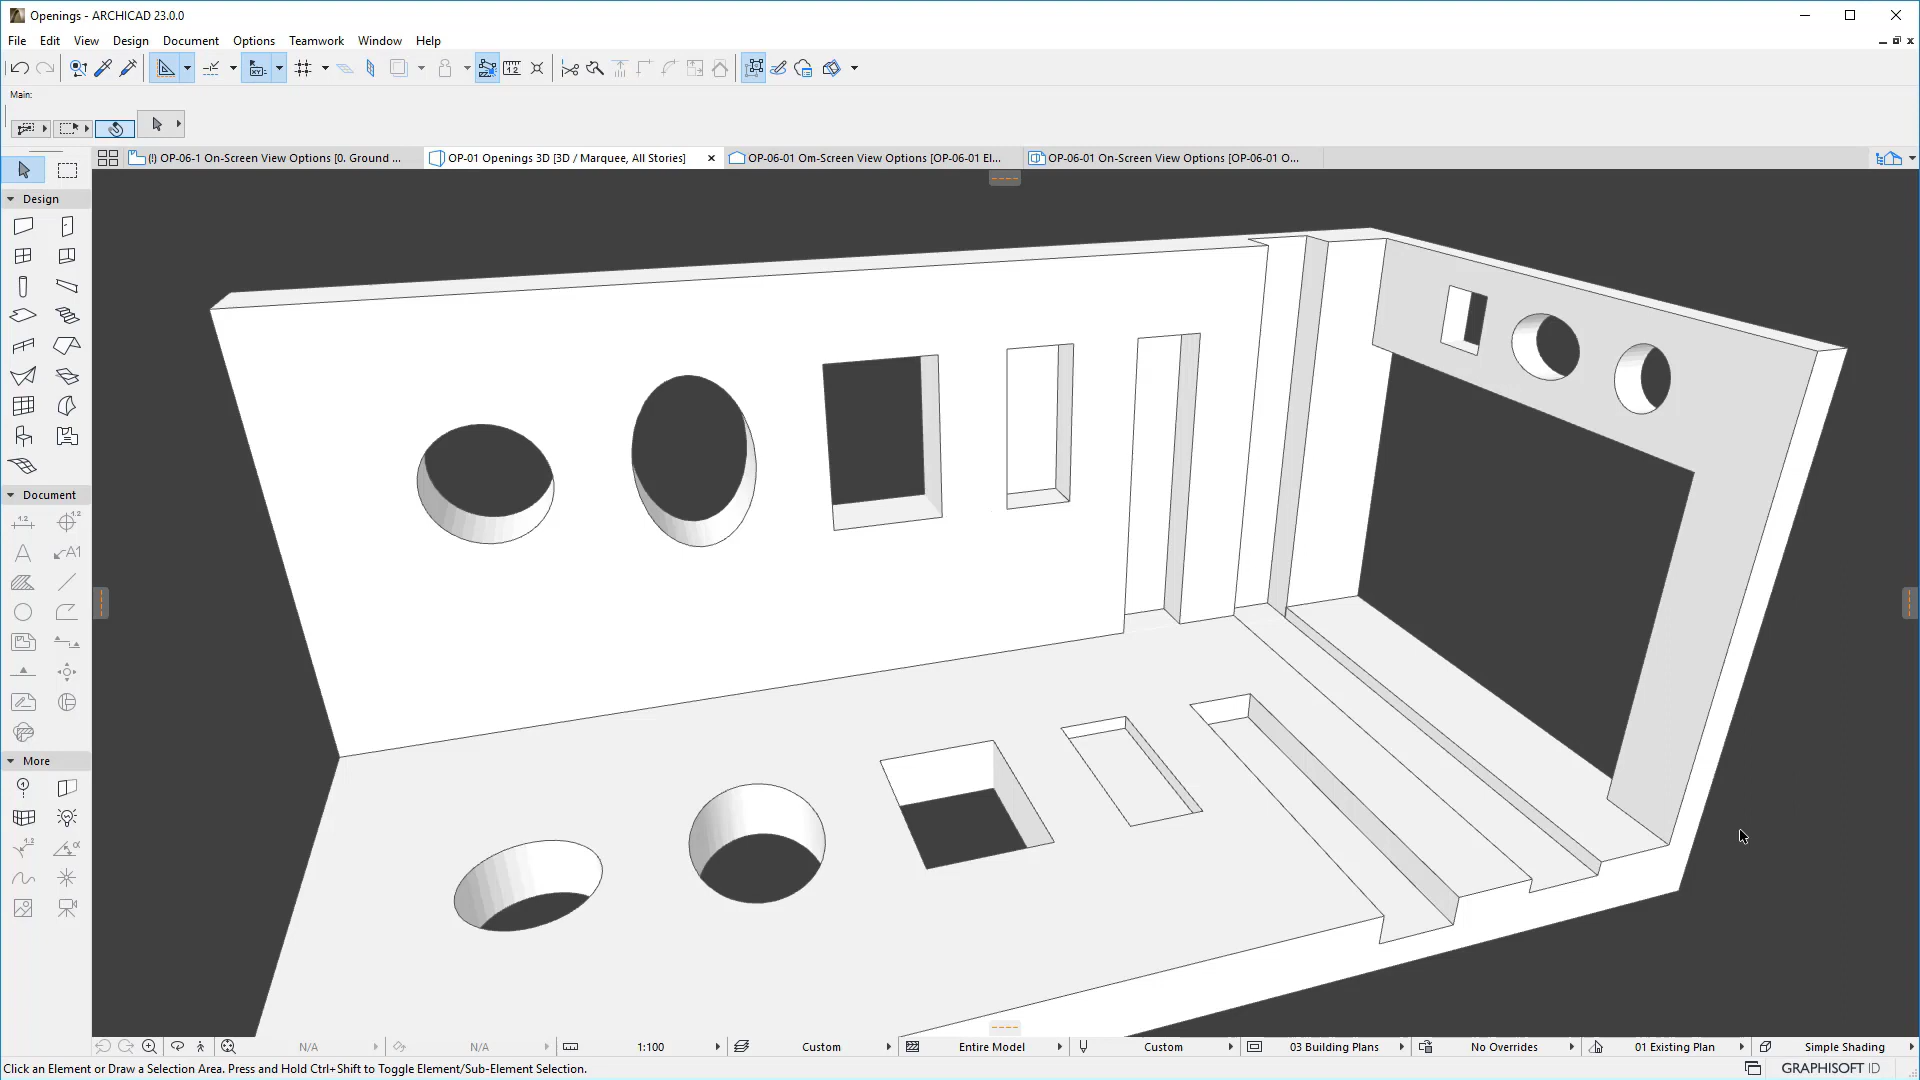 Openings - ARCHICAD 23.0.0
File Edit View Design Document Options Teamwork Window Help
Main:
(!) OP-06-1 On-Screen View Options [0. Ground ...
OP-01 Openings 3D [3D / Marquee, All Stories]
OP-06-01 Om-Screen View Options [OP-06-01 El...
OP-06-01 On-Screen View Options [OP-06-01 O...
Design
Document
More
N/A N/A 1:100 Custom Entire Model Custom 03 Building Plans No Overrides 01 Existing Plan Simple Shading
Click an Element or Draw a Selection Area. Press and Hold Ctrl+Shift to Toggle Element/Sub-Element Selection.
GRAPHISOFT ID